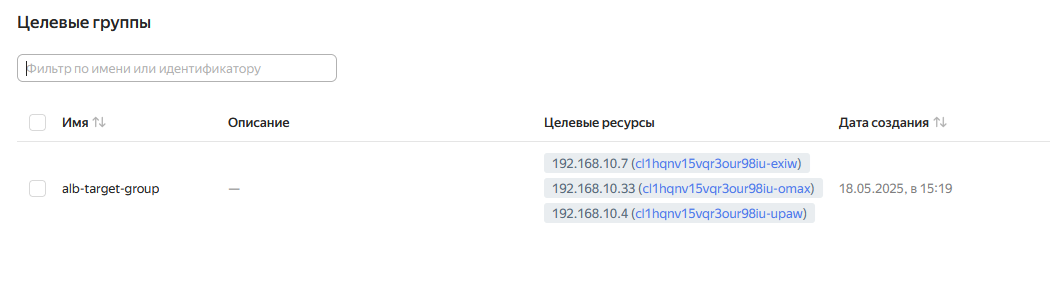 Целевые группы
Фильтр по имени или идентификатору
Имя Описание Целевые ресурсы Дата создания
192.168.10.7 (cl1hqnv15vqr3our98iu-exiw)
alb-target-group — 192.168.10.33 (cl1hqnv15vqr3our98iu-omax) 18.05.2025, в 15:19
192.168.10.4 (cl1hqnv15vqr3our98iu-upaw)